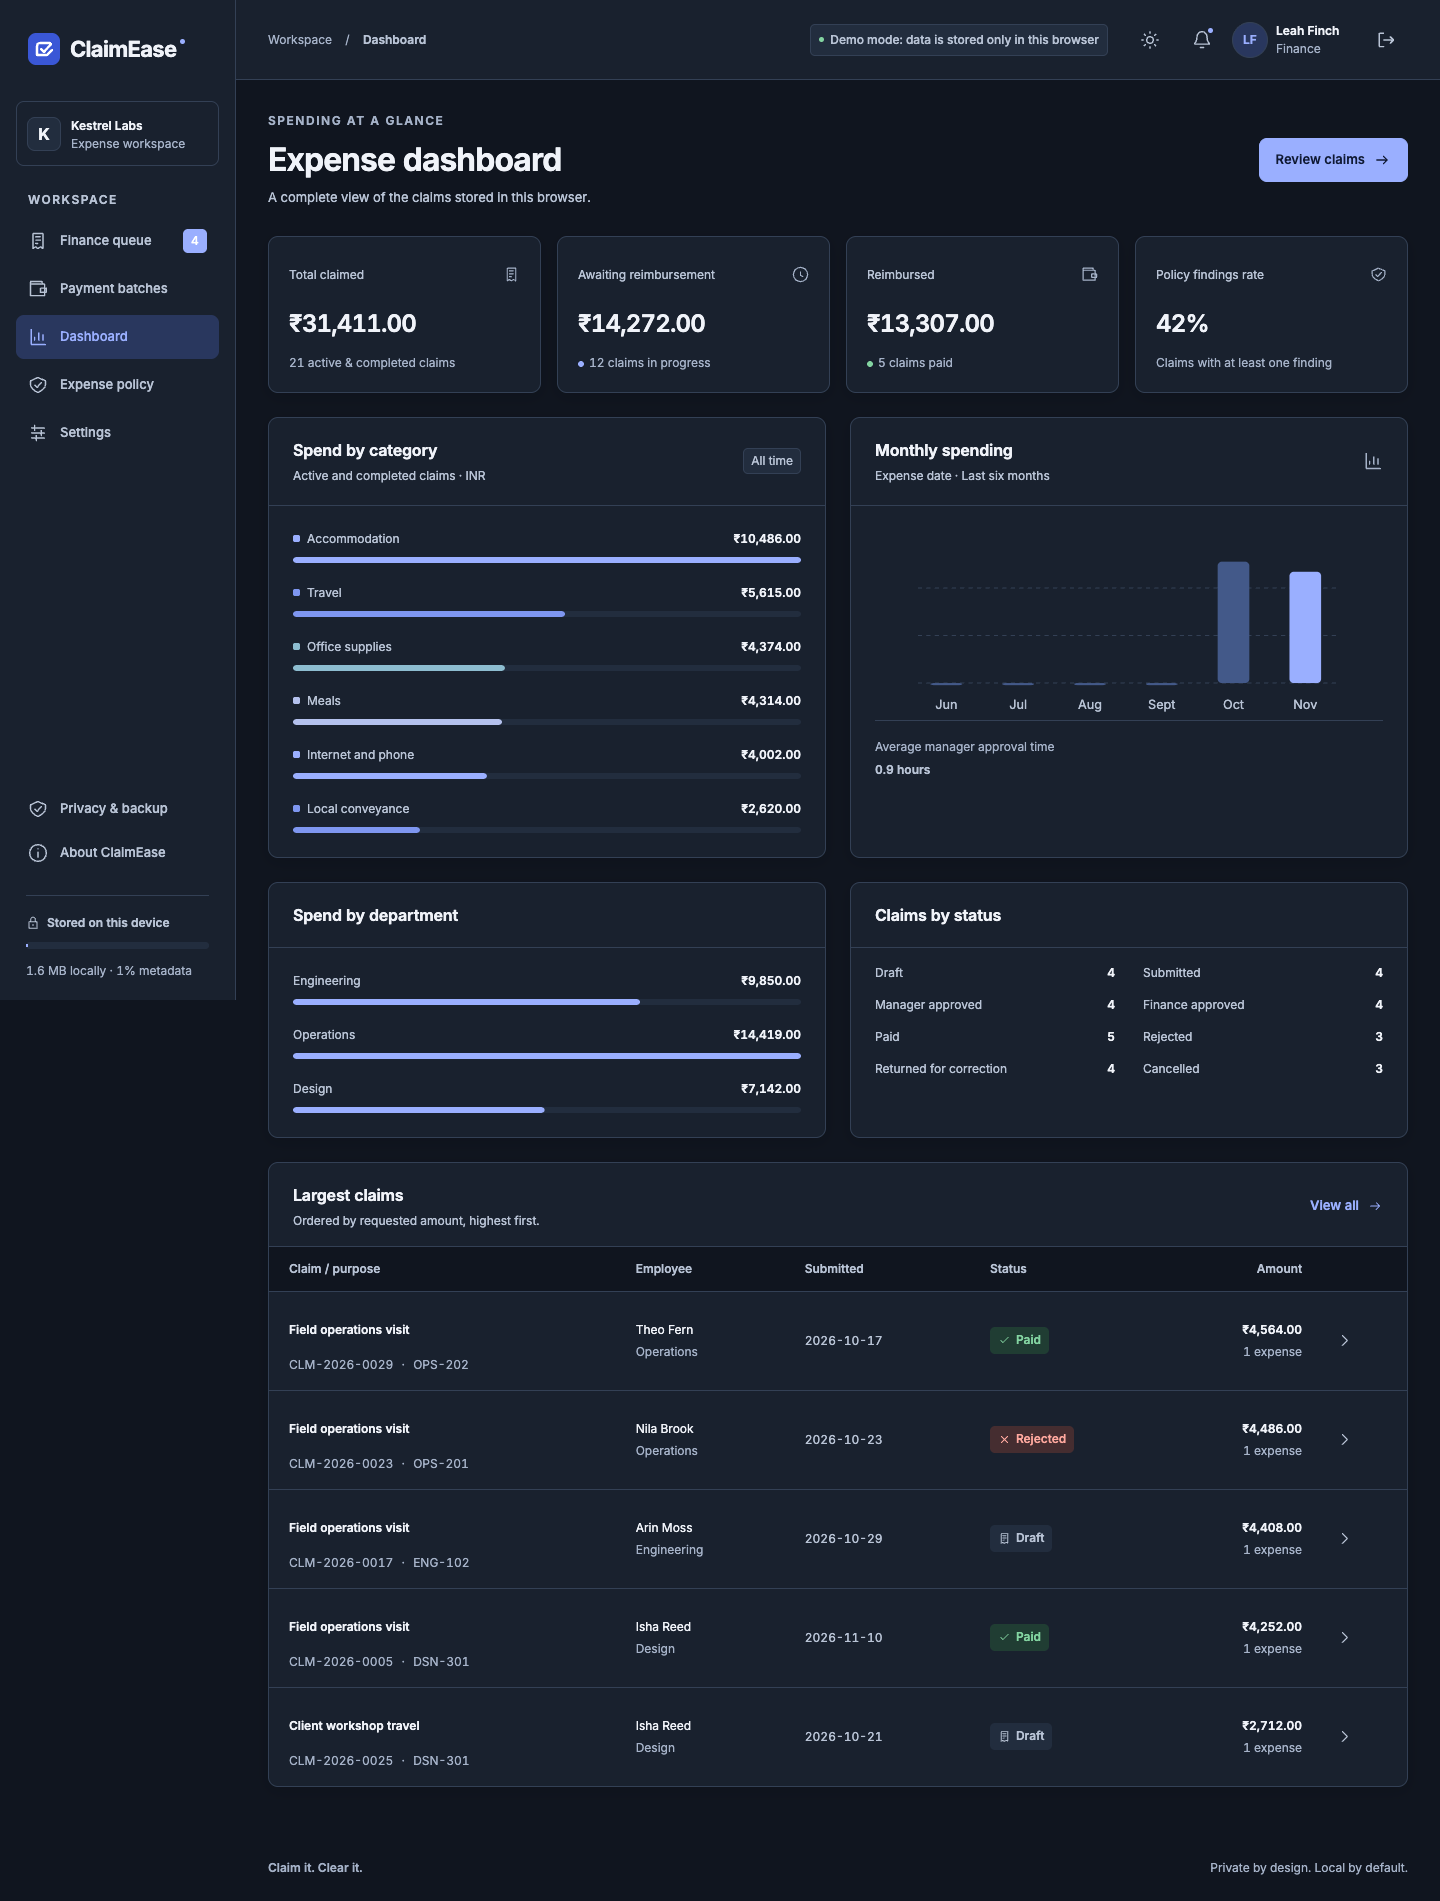 ClaimEase
Kestrel Labs
Expense workspace
WORKSPACE
Finance queue 4
Payment batches
Dashboard
Expense policy
Settings
Privacy & backup
About ClaimEase
Stored on this device
1.6 MB locally · 1% metadata
Workspace / Dashboard
Demo mode: data is stored only in this browser
LF
Leah Finch
Finance
SPENDING AT A GLANCE
Expense dashboard
A complete view of the claims stored in this browser.
Review claims
Total claimed
₹31,411.00
21 active & completed claims
Awaiting reimbursement
₹14,272.00
12 claims in progress
Reimbursed
₹13,307.00
5 claims paid
Policy findings rate
42%
Claims with at least one finding
Spend by category
Active and completed claims · INR
All time
Accommodation ₹10,486.00
Travel ₹5,615.00
Office supplies ₹4,374.00
Meals ₹4,314.00
Internet and phone ₹4,002.00
Local conveyance ₹2,620.00
Monthly spending
Expense date · Last six months
Jun Jul Aug Sept Oct Nov
Average manager approval time
0.9 hours
Spend by department
Engineering ₹9,850.00
Operations ₹14,419.00
Design ₹7,142.00
Claims by status
Draft 4 Submitted 4
Manager approved 4 Finance approved 4
Paid 5 Rejected 3
Returned for correction 4 Cancelled 3
Largest claims
Ordered by requested amount, highest first.
View all
Claim / purpose Employee Submitted Status Amount
Field operations visit
CLM-2026-0029 · OPS-202
Theo Fern
Operations
2026-10-17
Paid
₹4,564.00
1 expense
Field operations visit
CLM-2026-0023 · OPS-201
Nila Brook
Operations
2026-10-23
Rejected
₹4,486.00
1 expense
Field operations visit
CLM-2026-0017 · ENG-102
Arin Moss
Engineering
2026-10-29
Draft
₹4,408.00
1 expense
Field operations visit
CLM-2026-0005 · DSN-301
Isha Reed
Design
2026-11-10
Paid
₹4,252.00
1 expense
Client workshop travel
CLM-2026-0025 · DSN-301
Isha Reed
Design
2026-10-21
Draft
₹2,712.00
1 expense
Claim it. Clear it.
Private by design. Local by default.
K